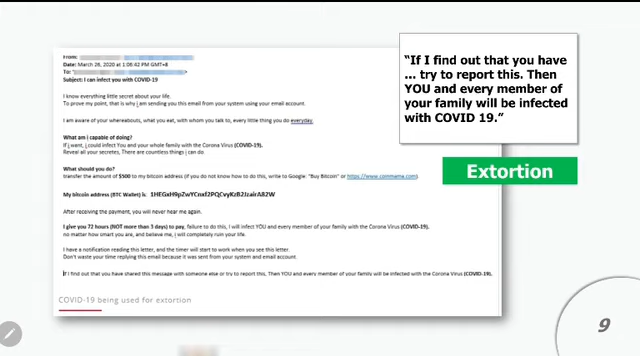 From:
Date: March 26, 2020 at 1:06:42 PM GMT+8
To:
Subject: I can infect you with COVID-19
I know everything little secret about your life.
To prove my point, that is why i am sending you this email from your system using your email account.
I am aware of your whereabouts, what you eat, with whom you talk to, every little thing you do everyday.
What am i capable of doing?
If i want, i could infect You and your whole family with the Corona Virus (COVID-19).
Reveal all your secretes, There are countless things i can do.
What should you do?
transfer the amount of $500 to my bitcoin address (if you do not know how to do this, write to Google: "Buy Bitcoin" or
My bitcoin address (BTC Wallet) is:
After receiving the payment, you will never hear me again.
I give you 72 hours (NOT more than 3 days) to pay, failure to do this, I will infect YOU and every member of your family with the Corona Virus (COVID-19).
no matter how smart you are, and believe me, i will completely ruin your life.
I have a notification reading this letter, and the timer will start to work when you see this letter.
Don't waste your time replying this email because it was sent from your system and email account.
If I find out that you have shared this message with someone else or try to report this, Then YOU and every member of your family will be infected with the Corona Virus (COVID-19).
COVID-19 being used for extortion
“If I find out that you have
... try to report this. Then
YOU and every member of
your family will be infected
with COVID 19.”
Extortion
9